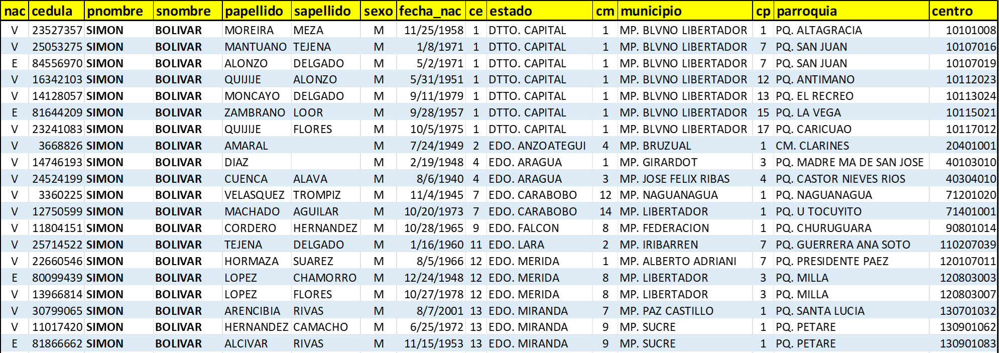 nac cedula pnombre snombre papellido sapellido sexo fecha_nac ce estado cm municipio cp parroquia centro
V 23527357 SIMON BOLIVAR MOREIRA MEZA M 11/25/1958 1 DTTO. CAPITAL 1 MP. BLVNO LIBERTADOR 1 PQ. ALTAGRACIA 10101008
V 25053275 SIMON BOLIVAR MANTUANO TEJENA M 1/8/1971 1 DTTO. CAPITAL 1 MP. BLVNO LIBERTADOR 7 PQ. SAN JUAN 10107016
E 84556970 SIMON BOLIVAR ALONZO DELGADO M 5/2/1971 1 DTTO. CAPITAL 1 MP. BLVNO LIBERTADOR 7 PQ. SAN JUAN 10107019
V 16342103 SIMON BOLIVAR QUIJIJE ALONZO M 5/31/1951 1 DTTO. CAPITAL 1 MP. BLVNO LIBERTADOR 12 PQ. ANTIMANO 10112023
V 14128057 SIMON BOLIVAR MONCAYO DELGADO M 9/11/1979 1 DTTO. CAPITAL 1 MP. BLVNO LIBERTADOR 13 PQ. EL RECREO 10113024
E 81644209 SIMON BOLIVAR ZAMBRANO LOOR M 9/28/1957 1 DTTO. CAPITAL 1 MP. BLVNO LIBERTADOR 15 PQ. LA VEGA 10115021
V 23241083 SIMON BOLIVAR QUIJIJE FLORES M 10/5/1975 1 DTTO. CAPITAL 1 MP. BLVNO LIBERTADOR 17 PQ. CARICUAO 10117012
V 3668826 SIMON BOLIVAR AMARAL M 7/24/1949 2 EDO. ANZOATEGUI 4 MP. BRUZUAL 1 CM. CLARINES 20401001
V 14746193 SIMON BOLIVAR DIAZ M 2/19/1948 4 EDO. ARAGUA 1 MP. GIRARDOT 3 PQ. MADRE MA DE SAN JOSE 40103010
V 24524199 SIMON BOLIVAR CUENCA ALAVA M 8/6/1940 4 EDO. ARAGUA 3 MP. JOSE FELIX RIBAS 4 PQ. CASTOR NIEVES RIOS 40304010
V 3360225 SIMON BOLIVAR VELASQUEZ TROMPIZ M 11/4/1945 7 EDO. CARABOBO 12 MP. NAGUANAGUA 1 PQ. NAGUANAGUA 71201020
V 12750599 SIMON BOLIVAR MACHADO AGUILAR M 10/20/1973 7 EDO. CARABOBO 14 MP. LIBERTADOR 1 PQ. U TOCUYITO 71401001
V 11804151 SIMON BOLIVAR CORDERO HERNANDEZ M 10/28/1965 9 EDO. FALCON 8 MP. FEDERACION 1 PQ. CHURUGUARA 90801014
V 25714522 SIMON BOLIVAR TEJENA DELGADO M 1/16/1960 11 EDO. LARA 2 MP. IRIBARREN 7 PQ. GUERRERA ANA SOTO 110207039
V 22660546 SIMON BOLIVAR HORMAZA SUAREZ M 8/5/1966 12 EDO. MERIDA 1 MP. ALBERTO ADRIANI 7 PQ. PRESIDENTE PAEZ 120107011
E 80099439 SIMON BOLIVAR LOPEZ CHAMORRO M 12/24/1948 12 EDO. MERIDA 8 MP. LIBERTADOR 3 PQ. MILLA 120803003
V 13966814 SIMON BOLIVAR LOPEZ FLORES M 10/27/1978 12 EDO. MERIDA 8 MP. LIBERTADOR 3 PQ. MILLA 120803007
V 30799065 SIMON BOLIVAR ARENCIBIA RIVAS M 8/7/2001 13 EDO. MIRANDA 7 MP. PAZ CASTILLO 1 PQ. SANTA LUCIA 130701032
V 11017420 SIMON BOLIVAR HERNANDEZ CAMACHO M 6/25/1972 13 EDO. MIRANDA 9 MP. SUCRE 1 PQ. PETARE 130901062
E 81866662 SIMON BOLIVAR ALCIVAR RIVAS M 11/15/1953 13 EDO. MIRANDA 9 MP. SUCRE 1 PQ. PETARE 130901083